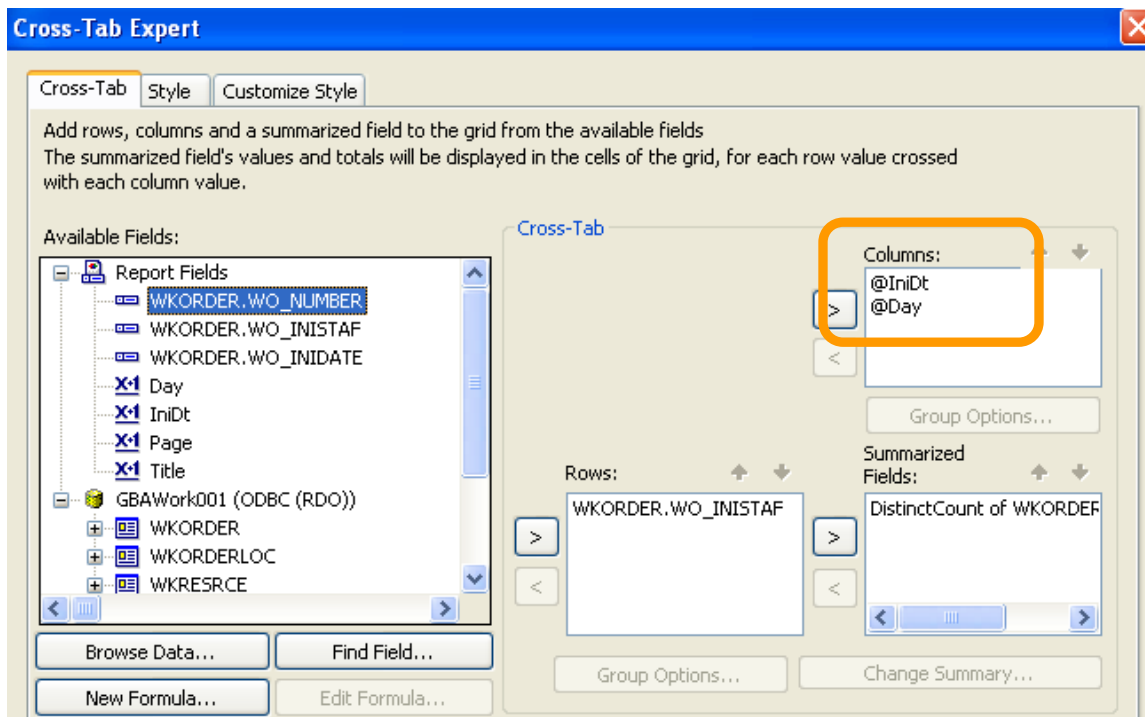 Cross-Tab Expert
Cross-Tab
Style
Customize Style
Add rows, columns and a summarized field to the grid from the available fields
The summarized field's values and totals will be displayed in the cells of the grid, for each row value crossed
with each column value.
Available Fields:
Report Fields
WKORDER.WO_NUMBER
WKORDER.WO_INISTAF
WKORDER.WO_INIDATE
X+1 Day
X+1 IniDt
X+1 Page
X+1 Title
GBAWork001 (ODBC (RDO))
WKORDER
WKORDERLOC
WKRESRCE
Browse Data...
Find Field...
New Formula...
Edit Formula...
Cross-Tab
Columns:
@IniDt
@Day
>
<
Group Options...
Rows:
WKORDER.WO_INISTAF
>
<
Group Options...
Summarized
Fields:
DistinctCount of WKORDER
>
<
Change Summary...